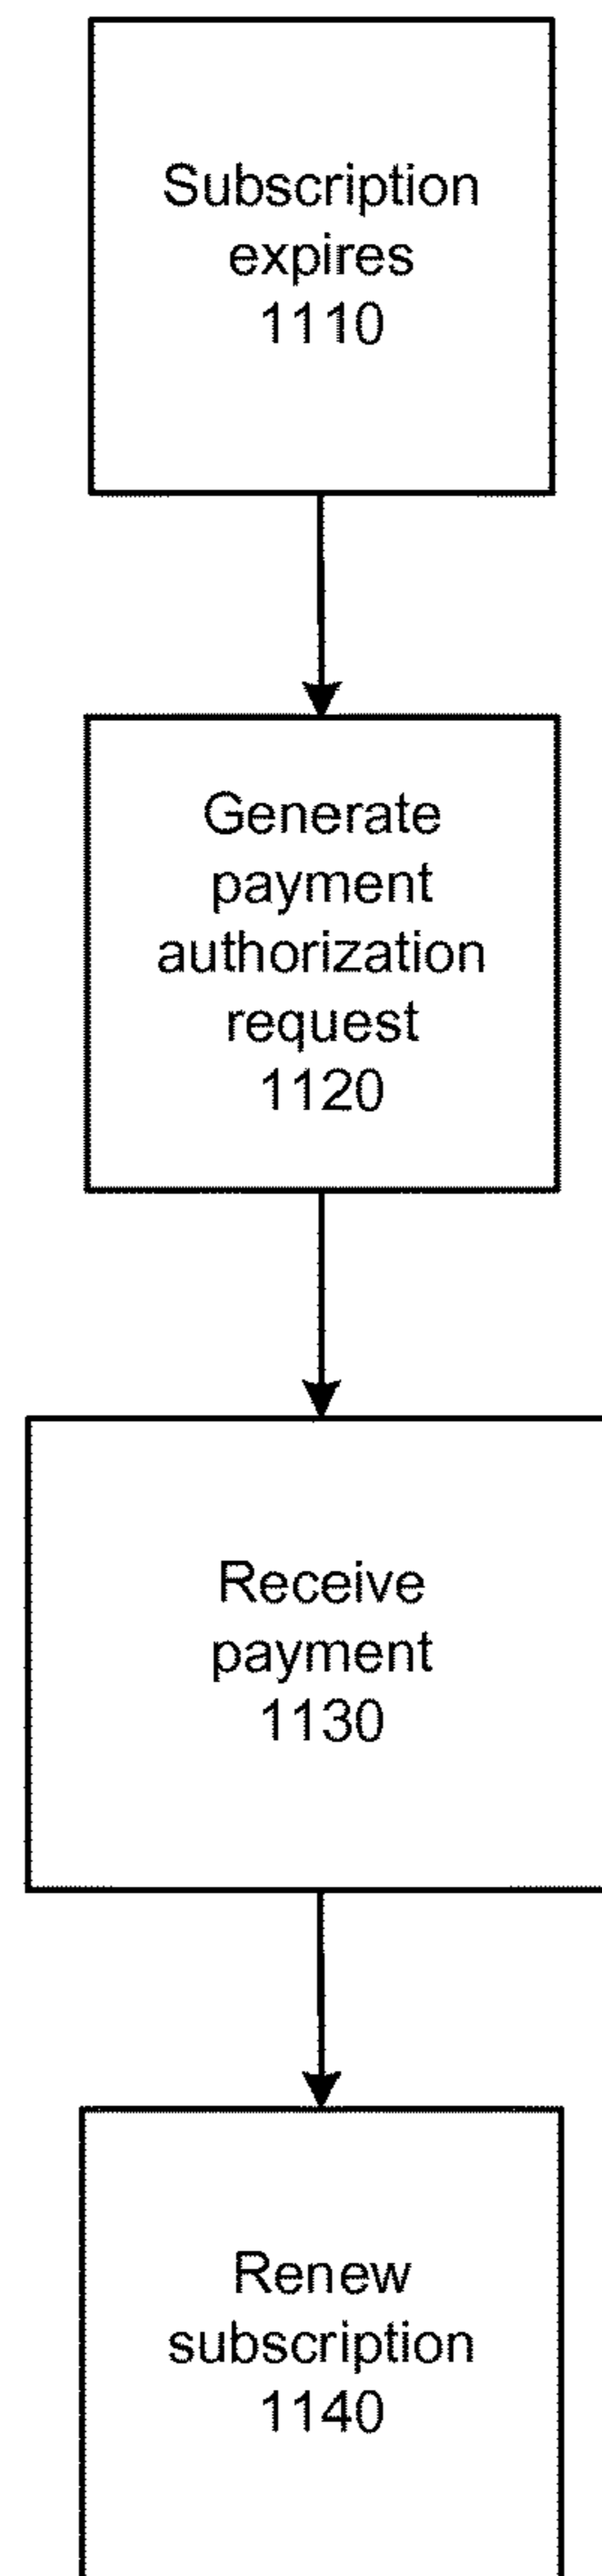 Subscription
expires
1110
Generate
payment
authorization
request
1120
Receive
payment
1130
Renew
subscription
1140